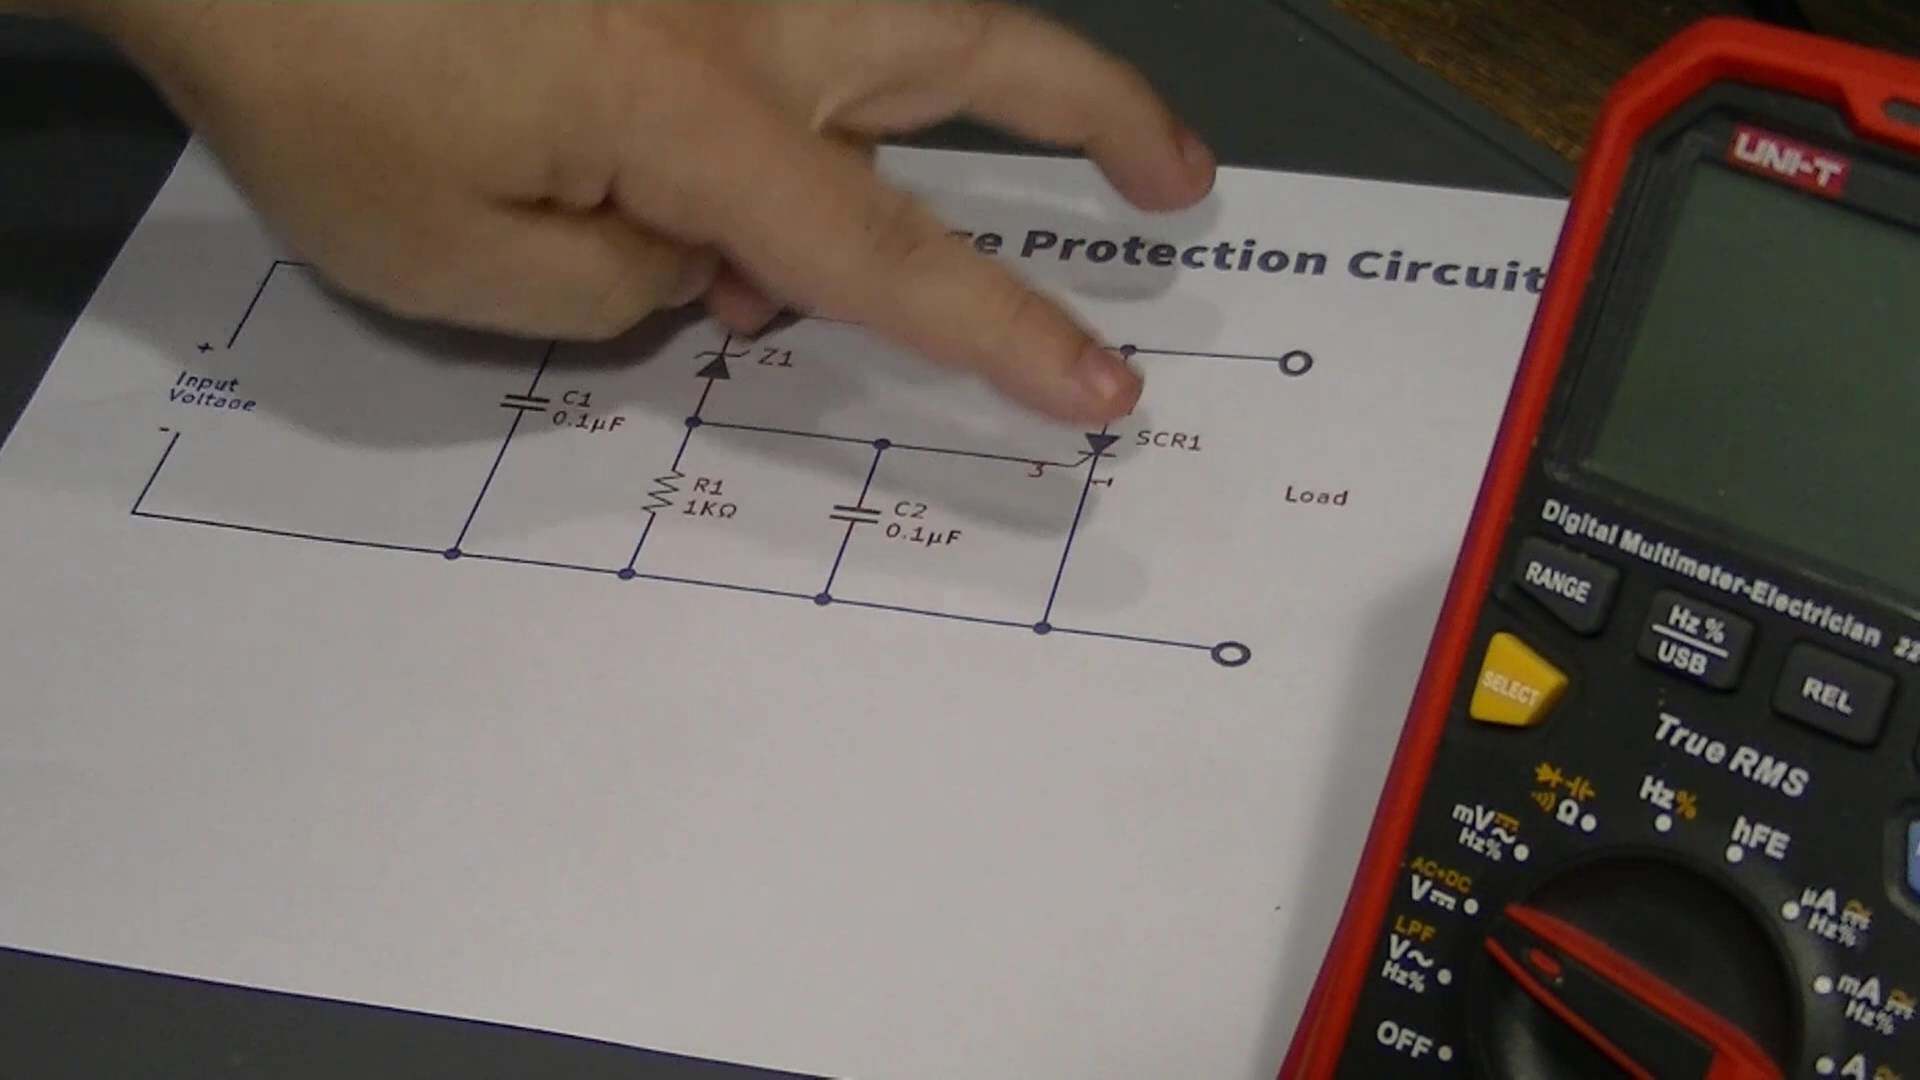 re Protection Circuit
+
Input
Voltage
-
C1
0.1µF
Z1
R1
1KΩ
C2
0.1µF
3
SCR1
1
Load
UNI-T
Digital Multimeter-Electrician 22
RANGE
Hz %
USB
REL
SELECT
True RMS
Hz%
hFE
Ω
mV
Hz%
AC+DC
V
LPF
V~
Hz%
OFF
µA
Hz%
mA
Hz%
A